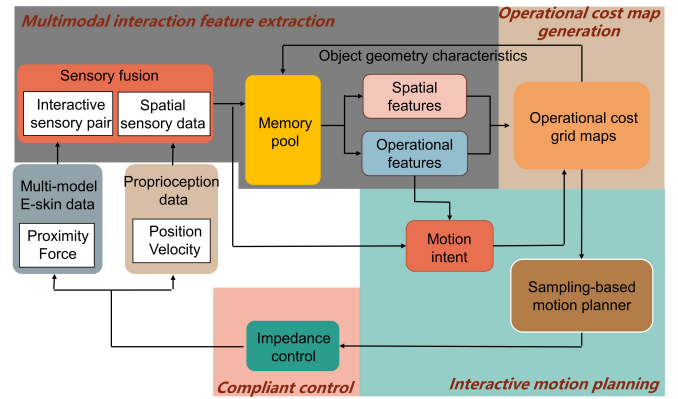 Multimodal interaction feature extraction
Operational cost map
generation
Object geometry characteristics
Sensory fusion
Interactive
sensory pair
Spatial
sensory data
Memory
pool
Spatial
features
Operational
features
Operational cost
grid maps
Multi-model
E-skin data
Proximity
Force
Proprioception
data
Position
Velocity
Motion
intent
Sampling-based
motion planner
Impedance
control
Compliant control
Interactive motion planning